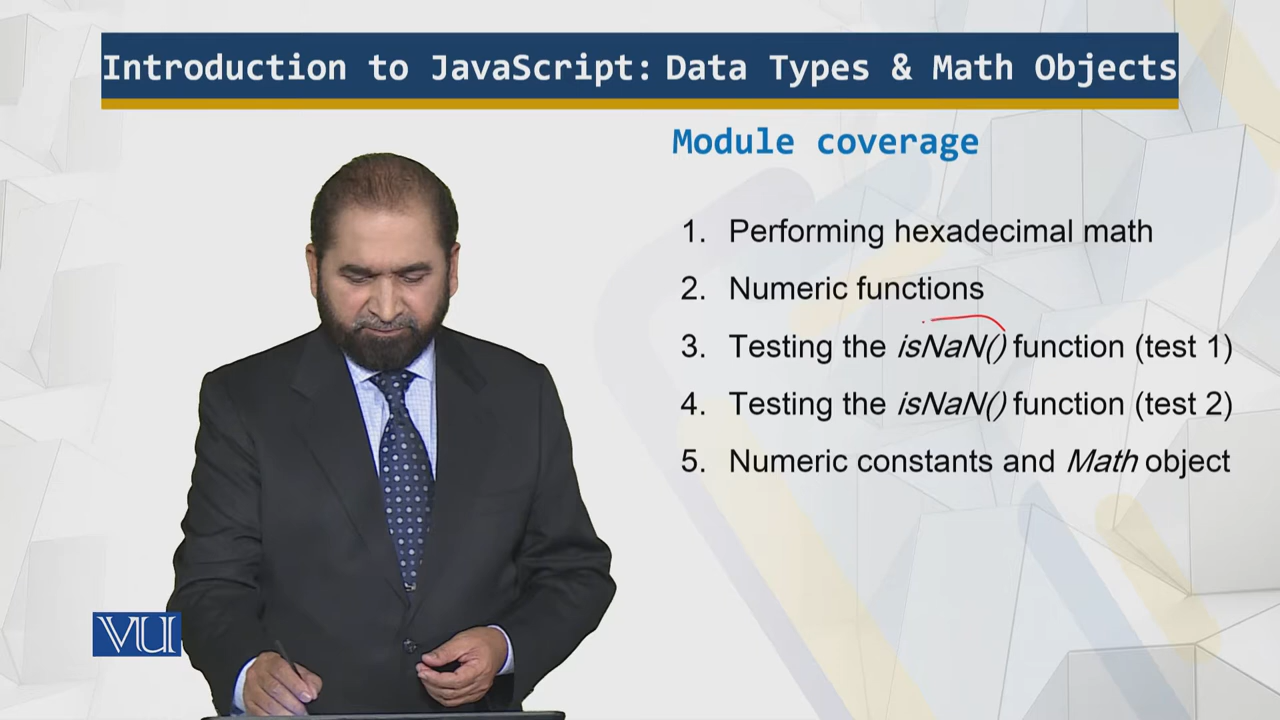 Introduction to JavaScript: Data Types & Math Objects
Module coverage
1. Performing hexadecimal math
2. Numeric functions
3. Testing the isNaN() function (test 1)
4. Testing the isNaN() function (test 2)
5. Numeric constants and Math object
VU